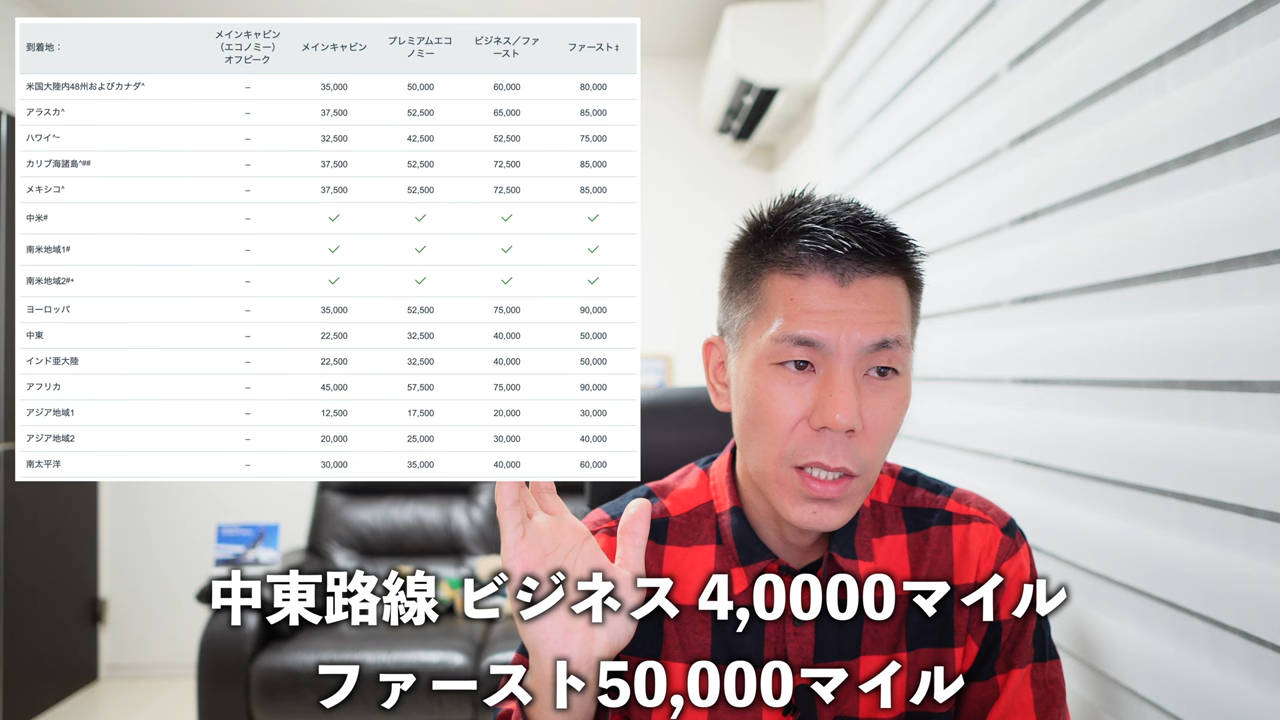 到着地： メインキャビン（エコノミー）オフピーク メインキャビン プレミアムエコノミー ビジネス／ファースト ファースト‡
米国大陸内48州およびカナダ^ – 35,000 50,000 60,000 80,000
アラスカ^ – 37,500 52,500 65,000 85,000
ハワイ^~ – 32,500 42,500 52,500 75,000
カリブ海諸島^## – 37,500 52,500 72,500 85,000
メキシコ^ – 37,500 52,500 72,500 85,000
中米# – ✓ ✓ ✓ ✓
南米地域1# – ✓ ✓ ✓ ✓
南米地域2#+ – ✓ ✓ ✓ ✓
ヨーロッパ – 35,000 52,500 75,000 90,000
中東 – 22,500 32,500 40,000 50,000
インド亜大陸 – 22,500 32,500 40,000 50,000
アフリカ – 45,000 57,500 75,000 90,000
アジア地域1 – 12,500 17,500 20,000 30,000
アジア地域2 – 20,000 25,000 30,000 40,000
南太平洋 – 30,000 35,000 40,000 60,000
中東路線 ビジネス 4,0000マイル
ファースト50,000マイル